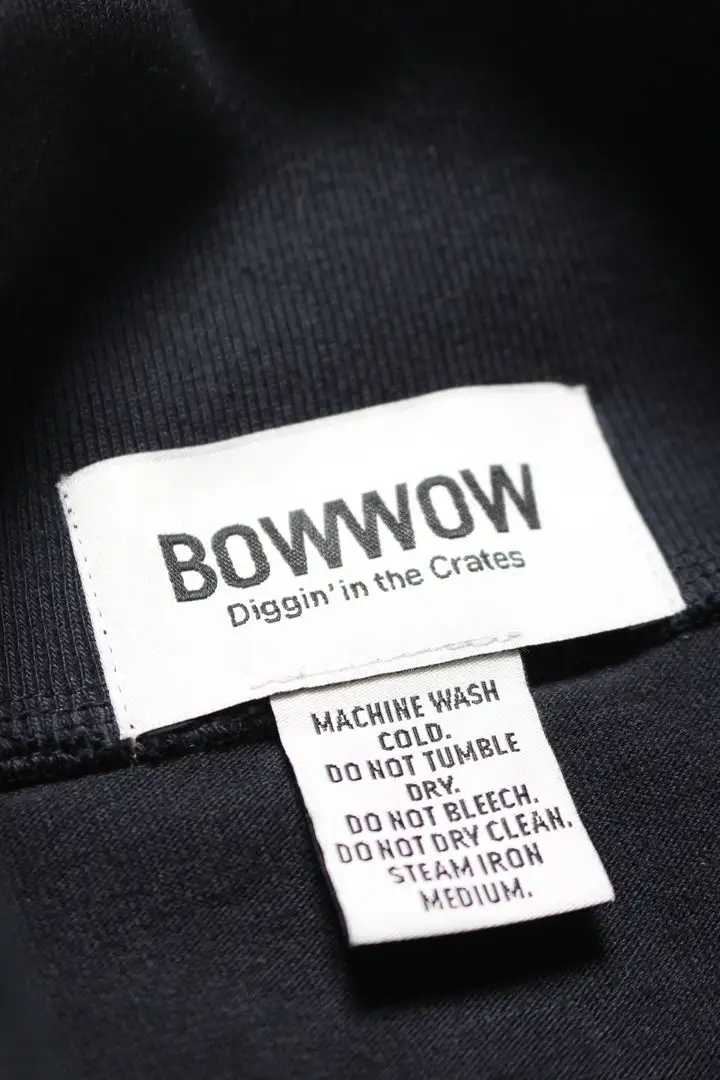 BOWWOW
Diggin' in the Crates
MACHINE WASH
COLD.
DO NOT TUMBLE
DRY.
DO NOT BLEECH.
DO NOT DRY CLEAN.
STEAM IRON
MEDIUM.